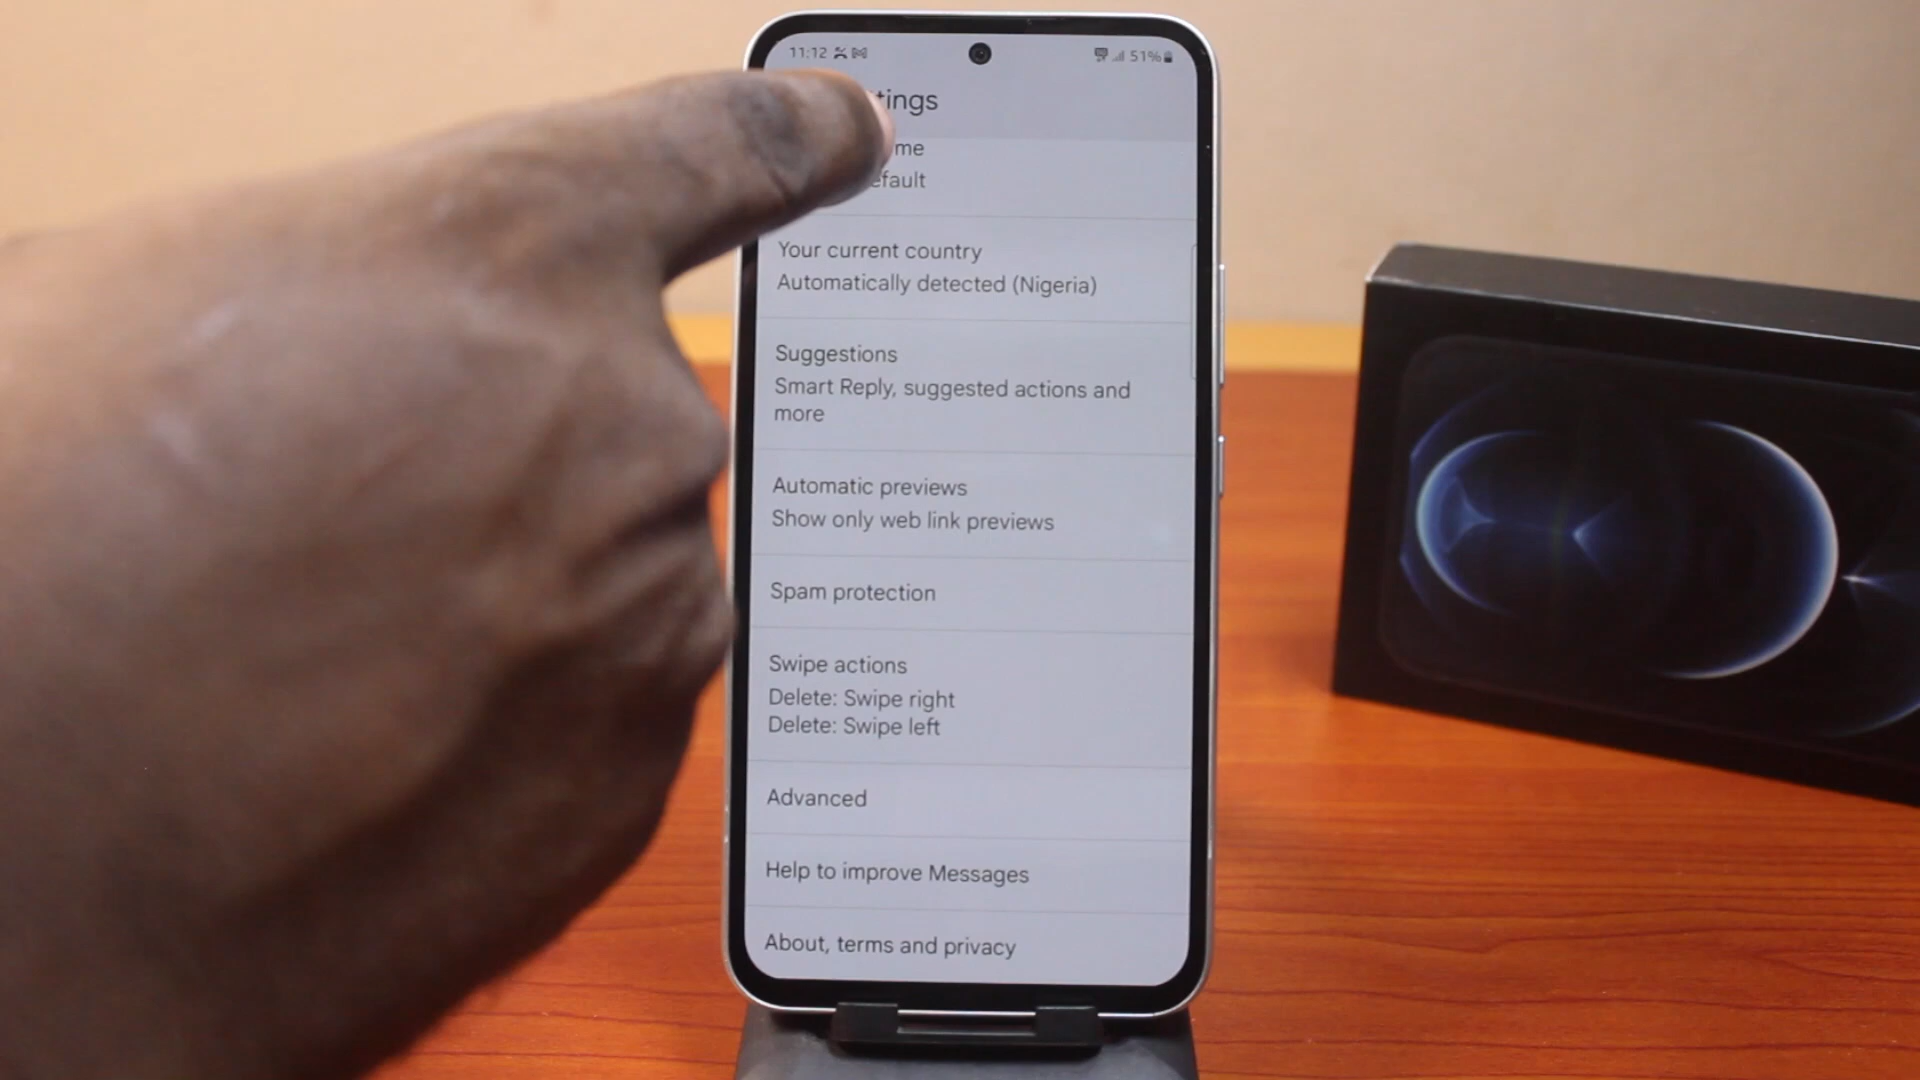 11:12 51%
tings
me
efault
Your current country
Automatically detected (Nigeria)
Suggestions
Smart Reply, suggested actions and
more
Automatic previews
Show only web link previews
Spam protection
Swipe actions
Delete: Swipe right
Delete: Swipe left
Advanced
Help to improve Messages
About, terms and privacy